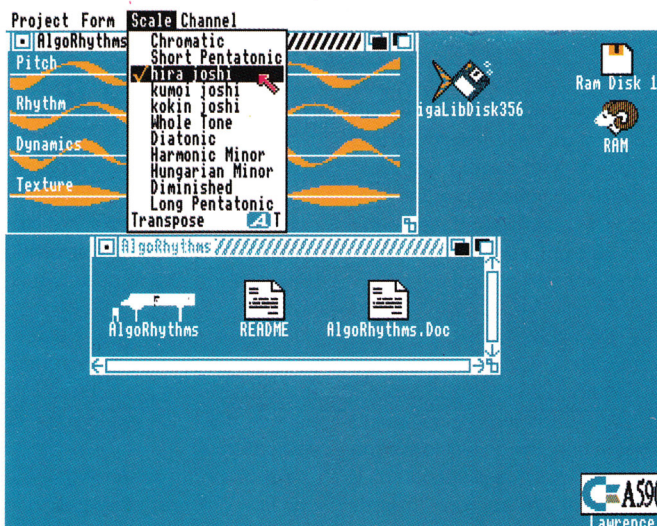 Project Form Scale Channel
AlgoRhythms
Pitch
Rhythm
Dynamics
Texture
Chromatic
Short Pentatonic
hira joshi
kumoi joshi
kokin joshi
Whole Tone
Diatonic
Harmonic Minor
Hungarian Minor
Diminished
Long Pentatonic
Transpose A T
igaLibDisk356
Ram Disk 1
RAM
AlgoRhythms
AlgoRhythms
README
AlgoRhythms.Doc
A590
Lawrence